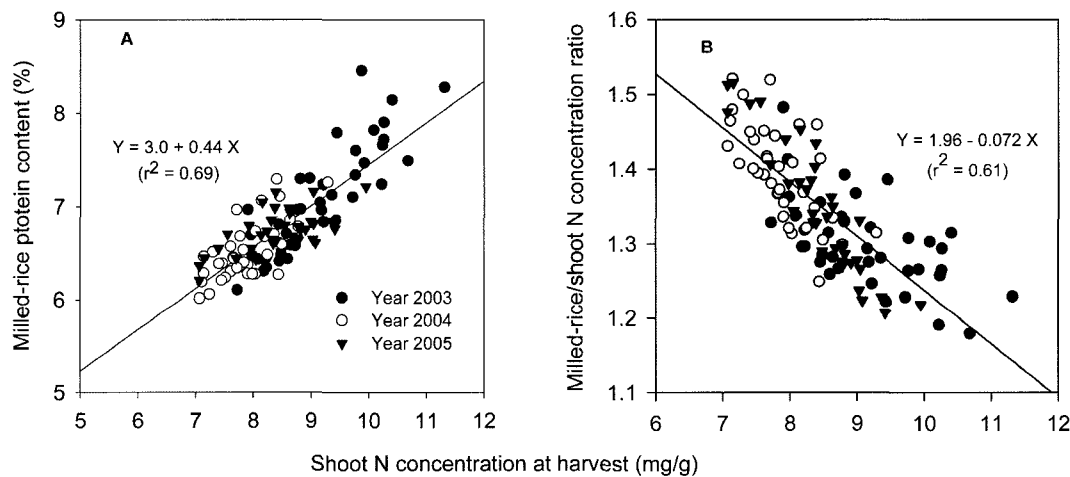 A
Milled-rice ptotein content (%)
9
8
7
6
5
Y = 3.0 + 0.44 X
(r² = 0.69)
Year 2003
Year 2004
Year 2005
5 6 7 8 9 10 11 12
B
Milled-rice/shoot N concentration ratio
1.6
1.5
1.4
1.3
1.2
1.1
Y = 1.96 - 0.072 X
(r² = 0.61)
6 7 8 9 10 11 12
Shoot N concentration at harvest (mg/g)